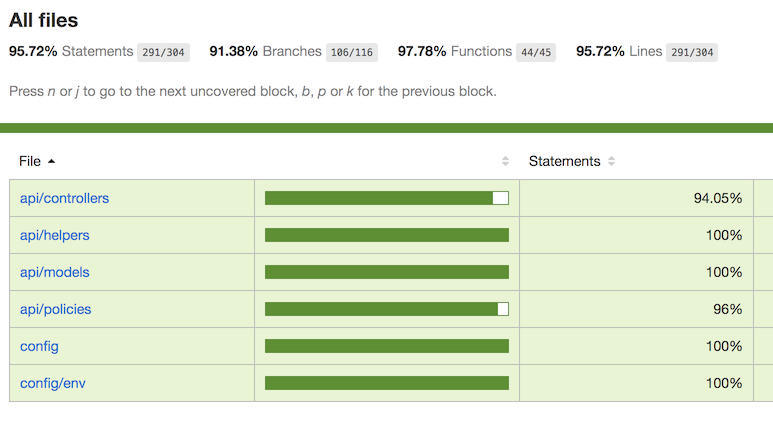 All files
95.72% Statements 291/304 91.38% Branches 106/116 97.78% Functions 44/45 95.72% Lines 291/304
Press n or j to go to the next uncovered block, b, p or k for the previous block.
File Statements
api/controllers 94.05%
api/helpers 100%
api/models 100%
api/policies 96%
config 100%
config/env 100%